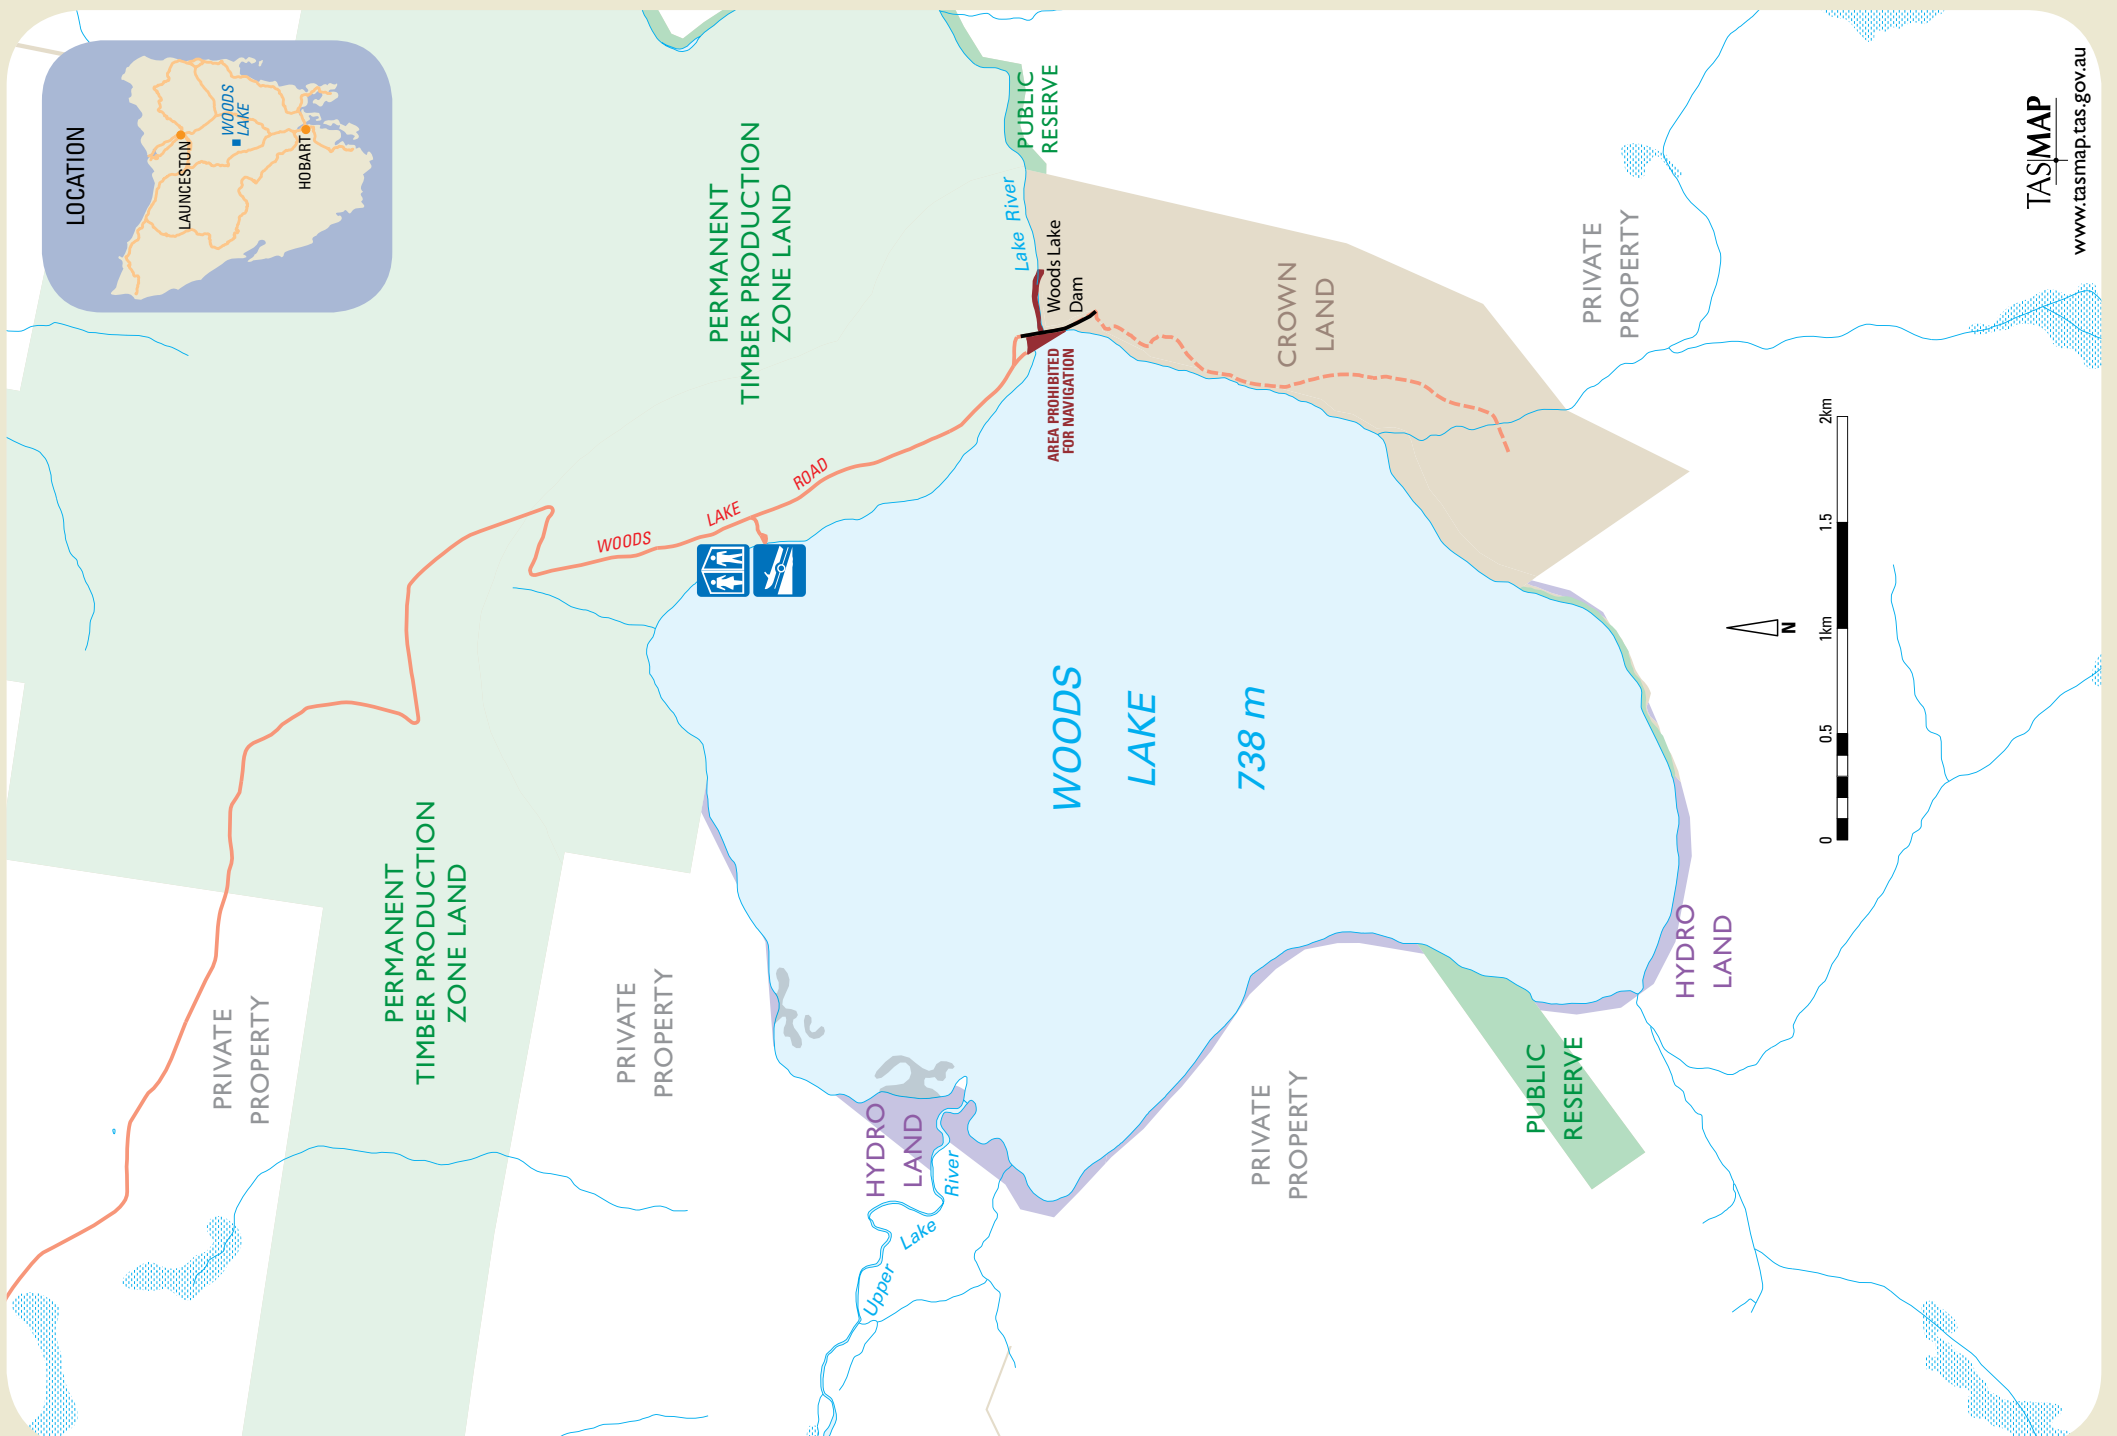 LOCATION
LAUNCESTON
WOODS
LAKE
HOBART
PRIVATE
PROPERTY
PERMANENT
TIMBER PRODUCTION
ZONE LAND
PRIVATE
PROPERTY
WOODS LAKE ROAD
PERMANENT
TIMBER PRODUCTION
ZONE LAND
HYDRO
LAND
Upper Lake River
Lake River
PUBLIC
RESERVE
Woods Lake
Dam
AREA PROHIBITED
FOR NAVIGATION
WOODS
LAKE
738 m
CROWN
LAND
PRIVATE
PROPERTY
PUBLIC
RESERVE
PRIVATE
PROPERTY
HYDRO
LAND
N
0 0.5 1km 1.5 2km
TASMAP
www.tasmap.tas.gov.au